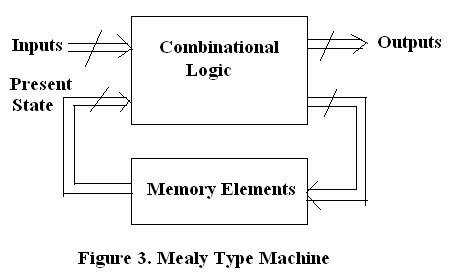 Inputs
Combinational
Logic
Outputs
Present
State
Memory Elements
Figure 3. Mealy Type Machine